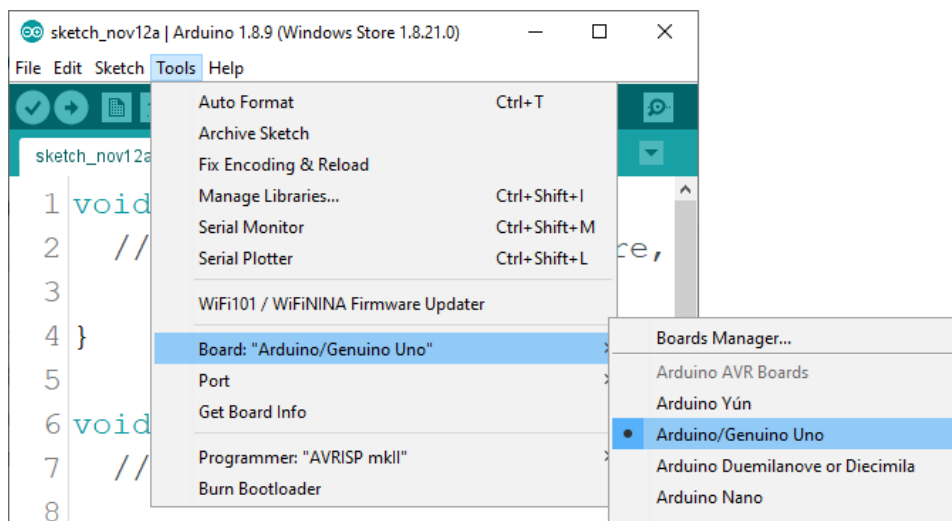 sketch_nov12a | Arduino 1.8.9 (Windows Store 1.8.21.0)
File Edit Sketch Tools Help
sketch_nov12a
Auto Format Ctrl+T
Archive Sketch
Fix Encoding & Reload
Manage Libraries... Ctrl+Shift+I
Serial Monitor Ctrl+Shift+M
Serial Plotter Ctrl+Shift+L
WiFi101 / WiFiNINA Firmware Updater
Board: "Arduino/Genuino Uno"
Port
Get Board Info
Programmer: "AVRISP mkII"
Burn Bootloader
1 void
2 // re,
3
4 }
5
6 void
7 //
8
Boards Manager...
Arduino AVR Boards
Arduino Yún
Arduino/Genuino Uno
Arduino Duemilanove or Diecimila
Arduino Nano